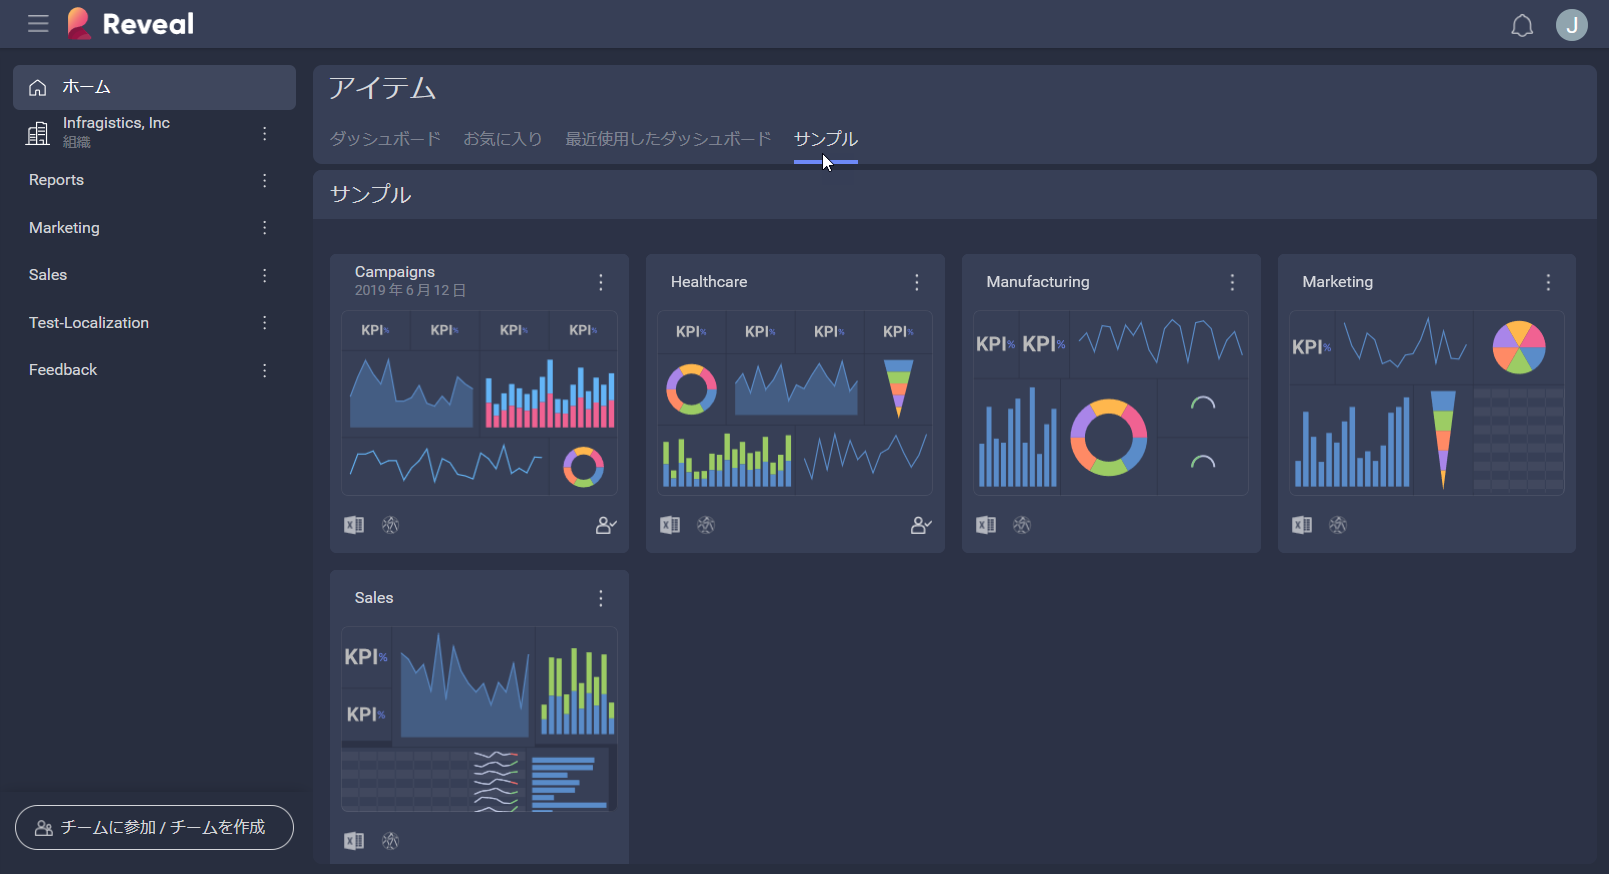 Reveal
J
ホーム
Infragistics, Inc
組織
Reports
Marketing
Sales
Test-Localization
Feedback
チームに参加 / チームを作成
アイテム
ダッシュボード お気に入り 最近使用したダッシュボード サンプル
サンプル
Campaigns
2019 年 6 月 12 日
KPI% KPI% KPI% KPI%
Healthcare
KPI% KPI% KPI% KPI%
Manufacturing
KPI% KPI%
Marketing
KPI%
Sales
KPI%
KPI%